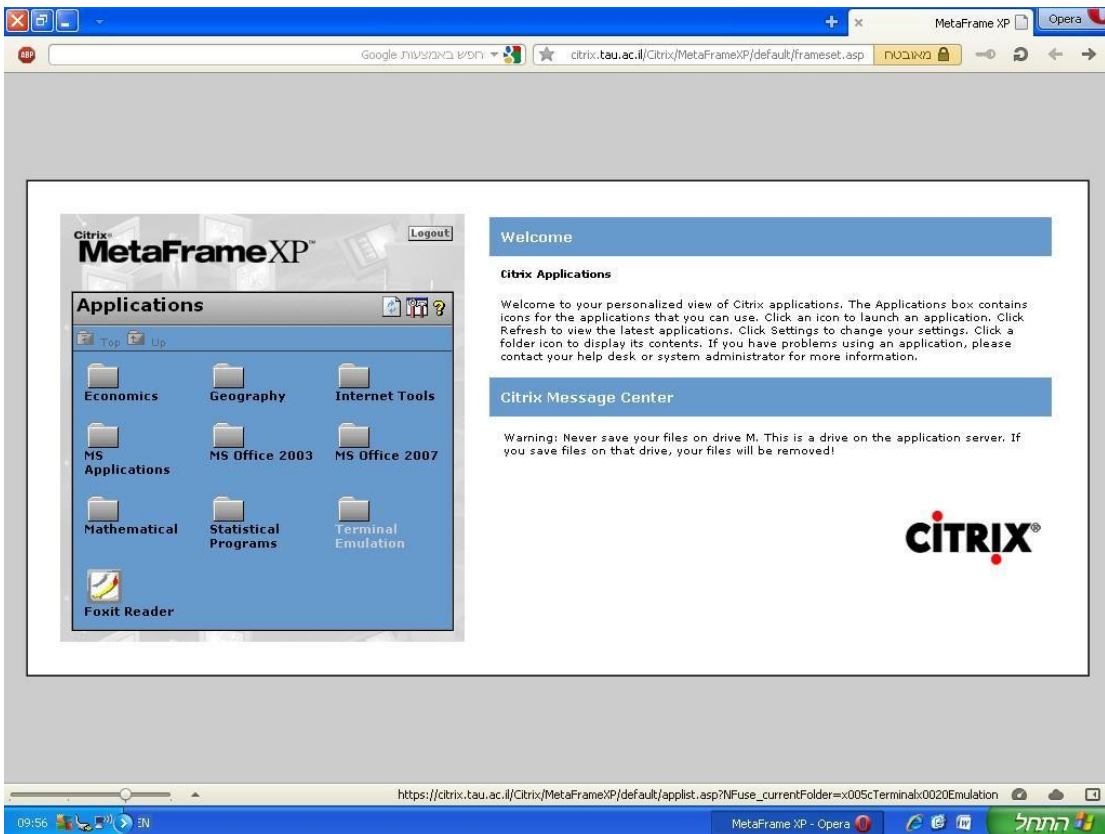 MetaFrame XP
Opera
Google חפש באמצעות
citrix.tau.ac.il/Citrix/MetaFrameXP/default/frameset.asp
מאובטח
ABP
Citrix
MetaFrameXP™
Logout
Applications
Top Up
Economics
Geography
Internet Tools
MS
Applications
MS Office 2003
MS Office 2007
Mathematical
Statistical
Programs
Terminal
Emulation
Foxit Reader
Welcome
Citrix Applications
Welcome to your personalized view of Citrix applications. The Applications box contains
icons for the applications that you can use. Click an icon to launch an application. Click
Refresh to view the latest applications. Click Settings to change your settings. Click a
folder icon to display its contents. If you have problems using an application, please
contact your help desk or system administrator for more information.
Citrix Message Center
Warning: Never save your files on drive M. This is a drive on the application server. If
you save files on that drive, your files will be removed!
CITRIX®
https://citrix.tau.ac.il/Citrix/MetaFrameXP/default/applist.asp?NFuse_currentFolder=x005cTerminalx0020Emulation
התחל
MetaFrame XP - Opera
EN
09:56